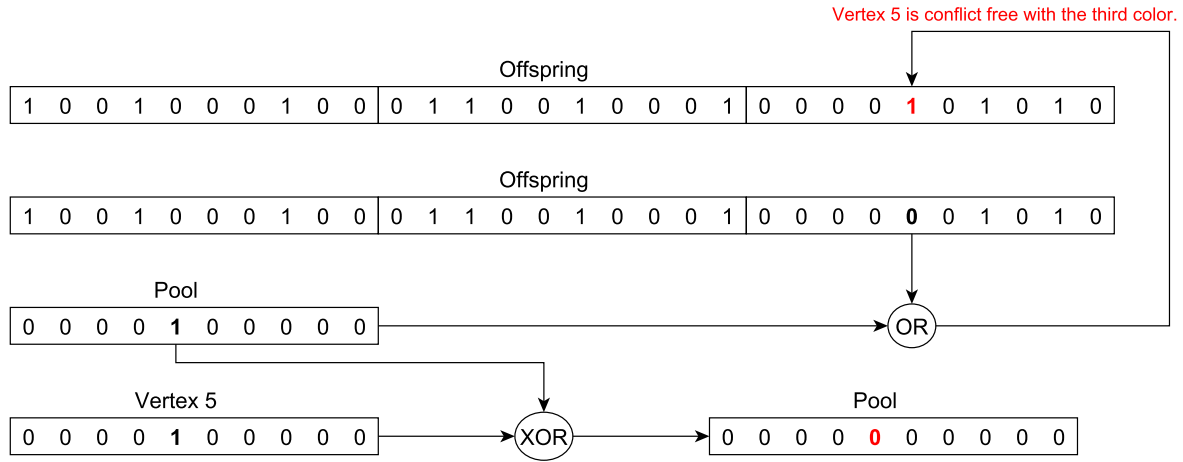 Vertex 5 is conflict free with the third color.
Offspring
1 0 0 1 0 0 0 1 0 0 0 1 1 0 0 1 0 0 0 1 0 0 0 0 1 0 1 0 1 0
Offspring
1 0 0 1 0 0 0 1 0 0 0 1 1 0 0 1 0 0 0 1 0 0 0 0 0 0 1 0 1 0
Pool
0 0 0 0 1 0 0 0 0 0 OR
Vertex 5 Pool
0 0 0 0 1 0 0 0 0 0 XOR 0 0 0 0 0 0 0 0 0 0